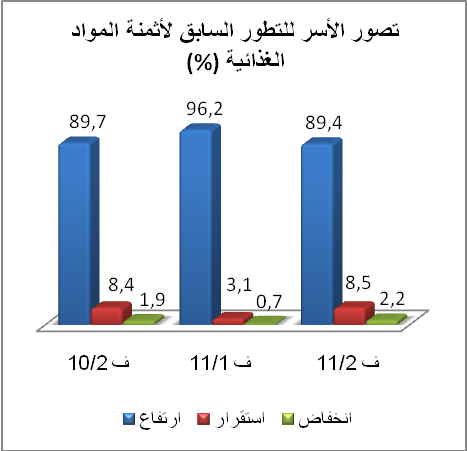 تصور الأسر للتطور السابق لأثمنة المواد
الغذائية (%)
89,7
8,4
1,9
96,2
3,1
0,7
89,4
8,5
2,2
ف 10/2
ف 11/1
ف 11/2
ارتفاع
استقرار
انخفاض